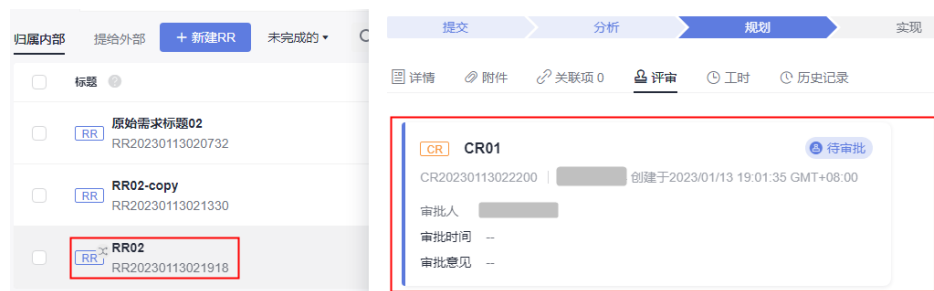 归属内部
提给外部
+ 新建RR
未完成的
标题
RR
原始需求标题02
RR20230113020732
RR
RR02-copy
RR20230113021330
RR
RR02
RR20230113021918
提交
分析
规划
实现
详情
附件
关联项 0
评审
工时
历史记录
CR
CR01
待审批
CR20230113022200
创建于2023/01/13 19:01:35 GMT+08:00
审批人
审批时间 --
审批意见 --